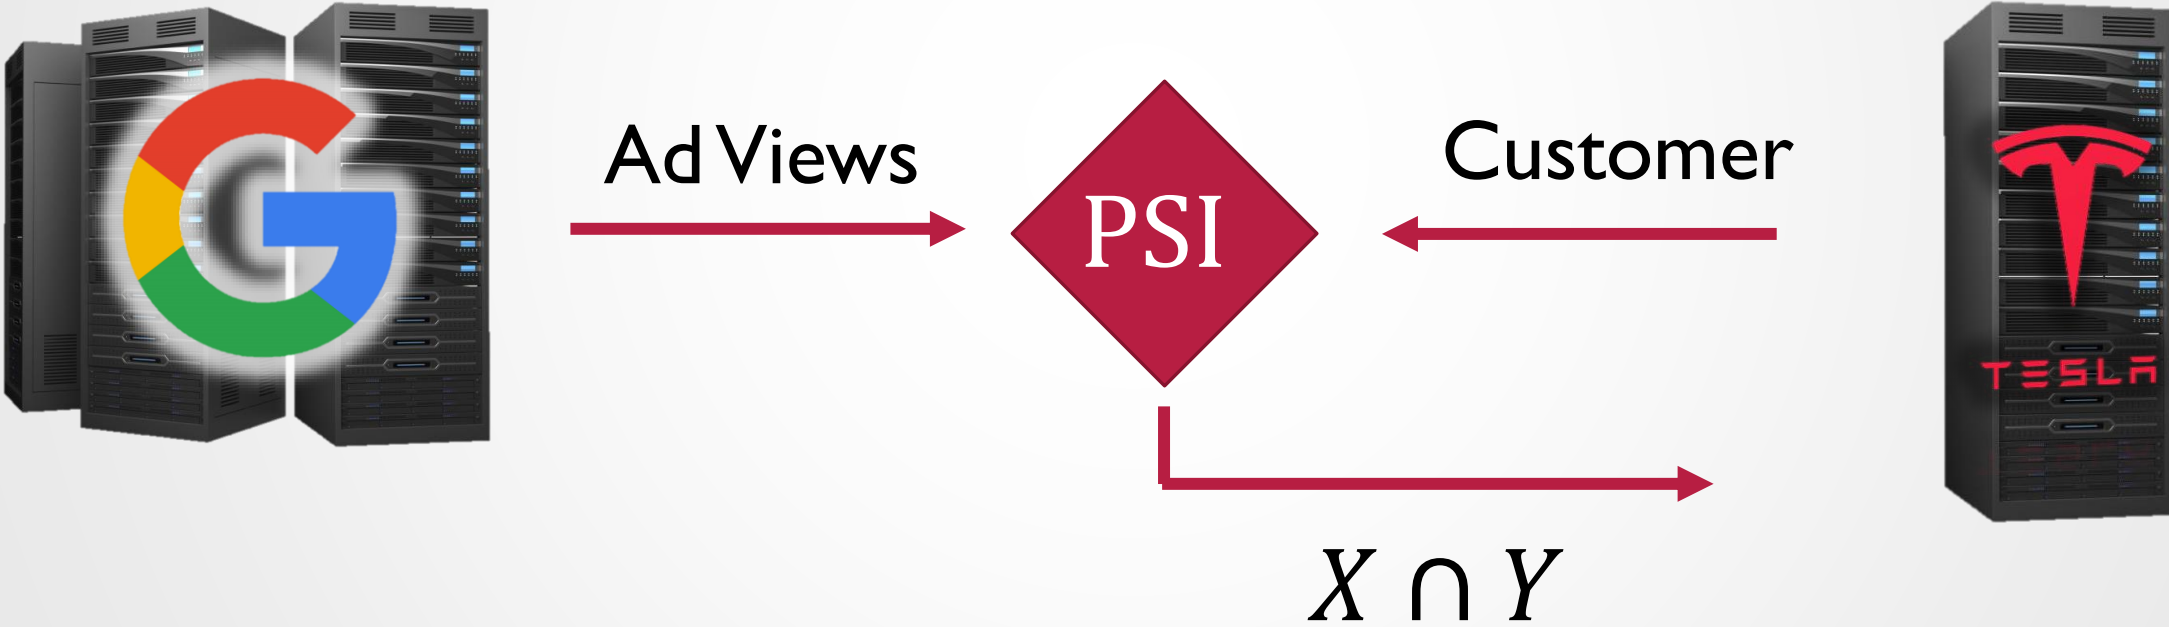 Ad Views
PSI
Customer
TESLA
X ∩ Y